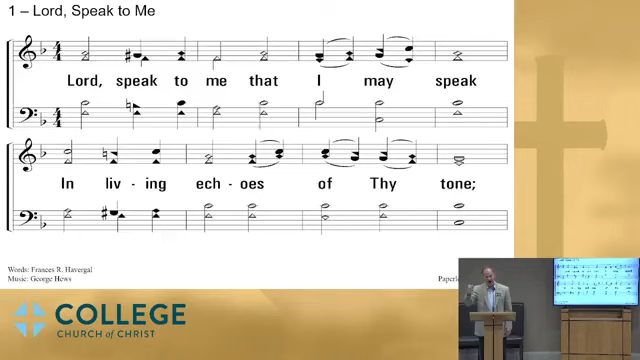 1 – Lord, Speak to Me
Lord, speak to me that I may speak
In liv - ing ech - oes of Thy tone;
Words: Frances R. Havergal
Music: George Hews
COLLEGE
CHURCH of CHRIST